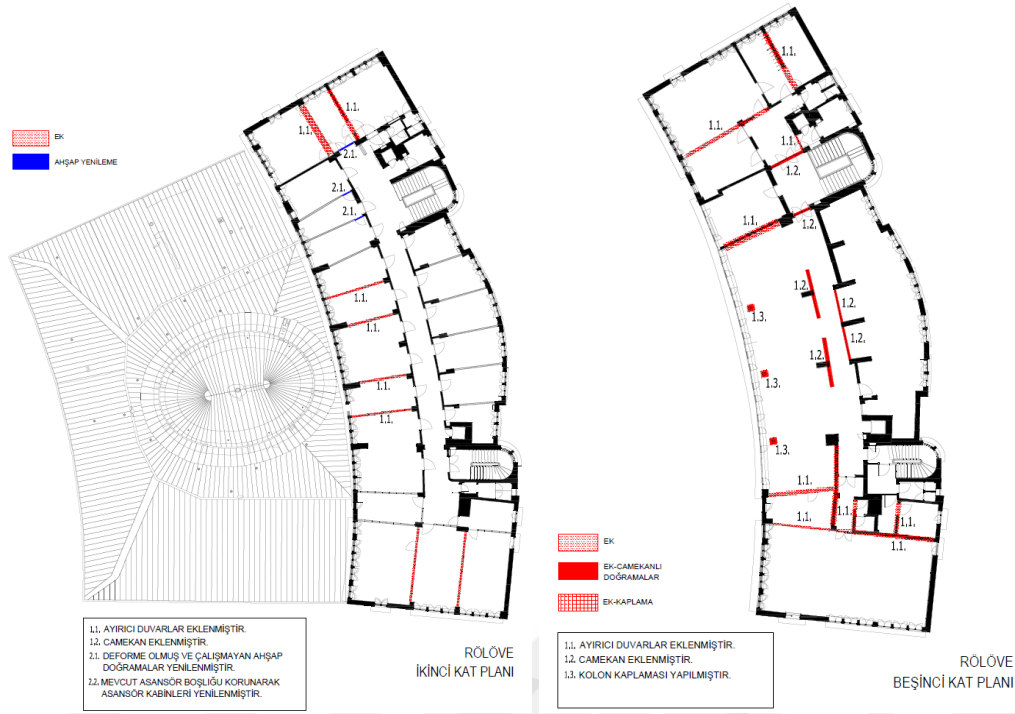 EK
AHŞAP YENİLEME
1.1.
1.1.
2.1.
2.1.
2.1.
1.1.
1.1.
1.1.
1.1.
1.1. AYIRICI DUVARLAR EKLENMİŞTİR.
1.2. CAMEKAN EKLENMİŞTİR.
2.1. DEFORME OLMUŞ VE ÇALIŞMAYAN AHŞAP
DOĞRAMALAR YENİLENMİŞTİR.
2.2. MEVCUT ASANSÖR BOŞLUĞU KORUNARAK
ASANSÖR KABİNLERİ YENİLENMİŞTİR.
RÖLÖVE
İKİNCİ KAT PLANI
1.1.
1.1.
1.1.
1.2.
1.1.
1.2.
1.2.
1.2.
1.3.
1.2.
1.2.
1.3.
1.3.
1.1.
1.1.
1.1.
1.1.
1.1.
EK
EK-CAMEKANLI
DOĞRAMALAR
EK-KAPLAMA
1.1. AYIRICI DUVARLAR EKLENMİŞTİR.
1.2. CAMEKAN EKLENMİŞTİR.
1.3. KOLON KAPLAMASI YAPILMIŞTIR.
RÖLÖVE
BEŞİNCİ KAT PLANI